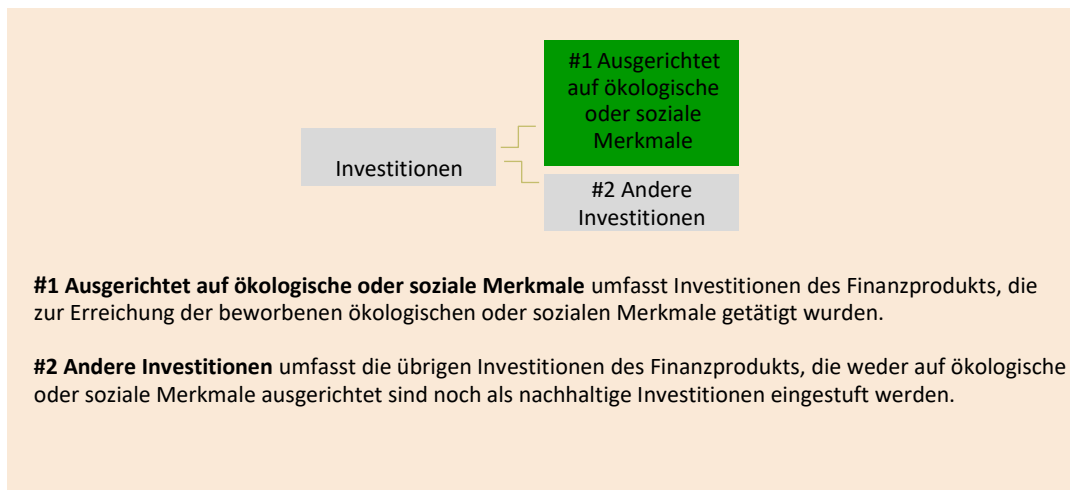 #1 Ausgerichtet
auf ökologische
oder soziale
Merkmale
Investitionen
#2 Andere
Investitionen
#1 Ausgerichtet auf ökologische oder soziale Merkmale umfasst Investitionen des Finanzprodukts, die
zur Erreichung der beworbenen ökologischen oder sozialen Merkmale getätigt wurden.
#2 Andere Investitionen umfasst die übrigen Investitionen des Finanzprodukts, die weder auf ökologische
oder soziale Merkmale ausgerichtet sind noch als nachhaltige Investitionen eingestuft werden.